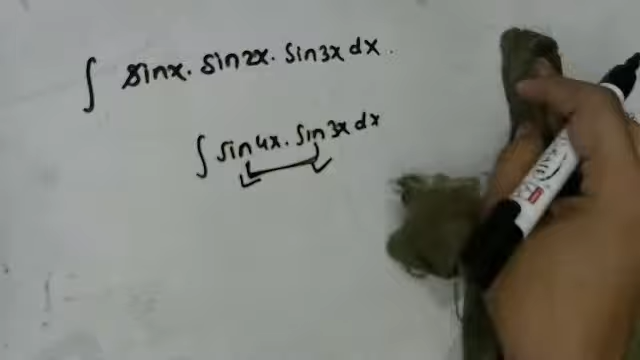 ∫ sinx. sin2x. sin3x dx.
∫ sin4x. sin3x dx